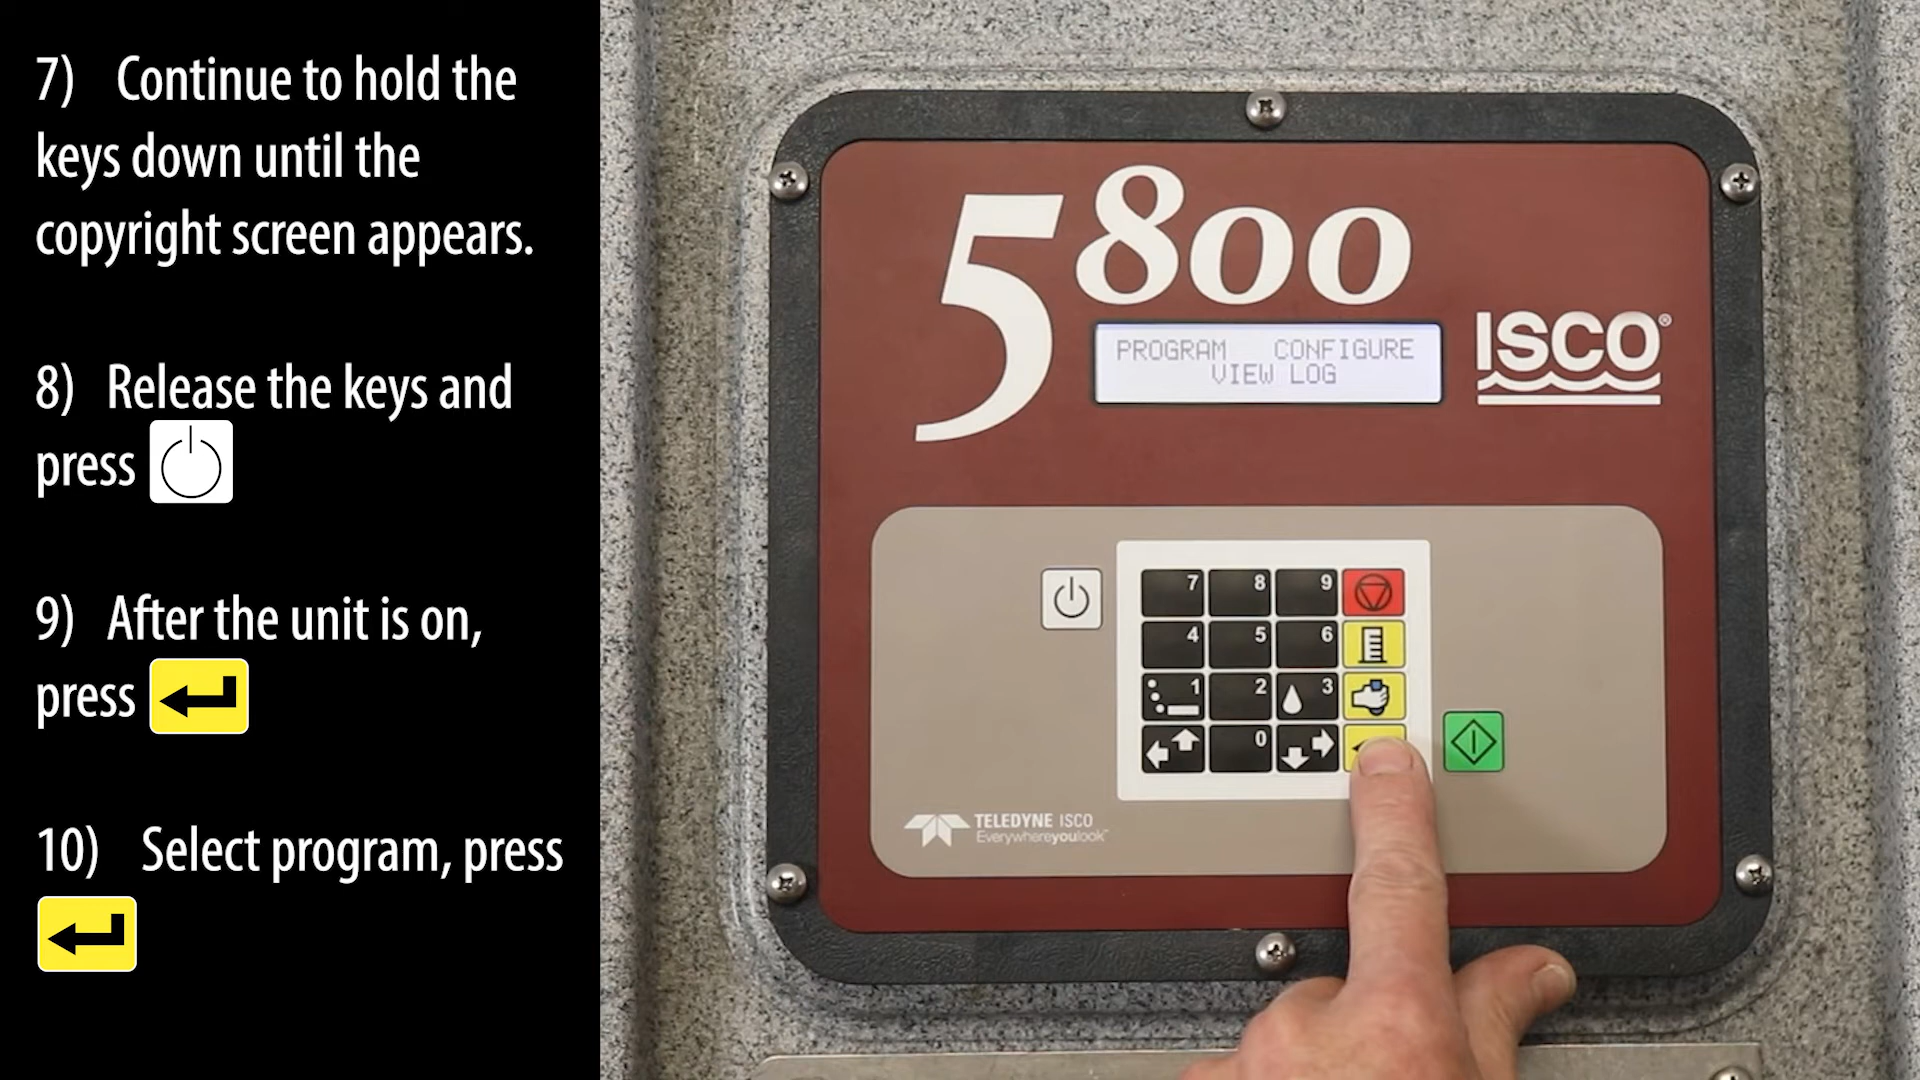 7) Continue to hold the
keys down until the
copyright screen appears.
8) Release the keys and
press
9) After the unit is on,
press
10) Select program, press
5800
ISCO®
PROGRAM CONFIGURE
VIEW LOG
7 8 9
4 5 6
1 2 3
0
TELEDYNE ISCO
Everywhereyoulook™